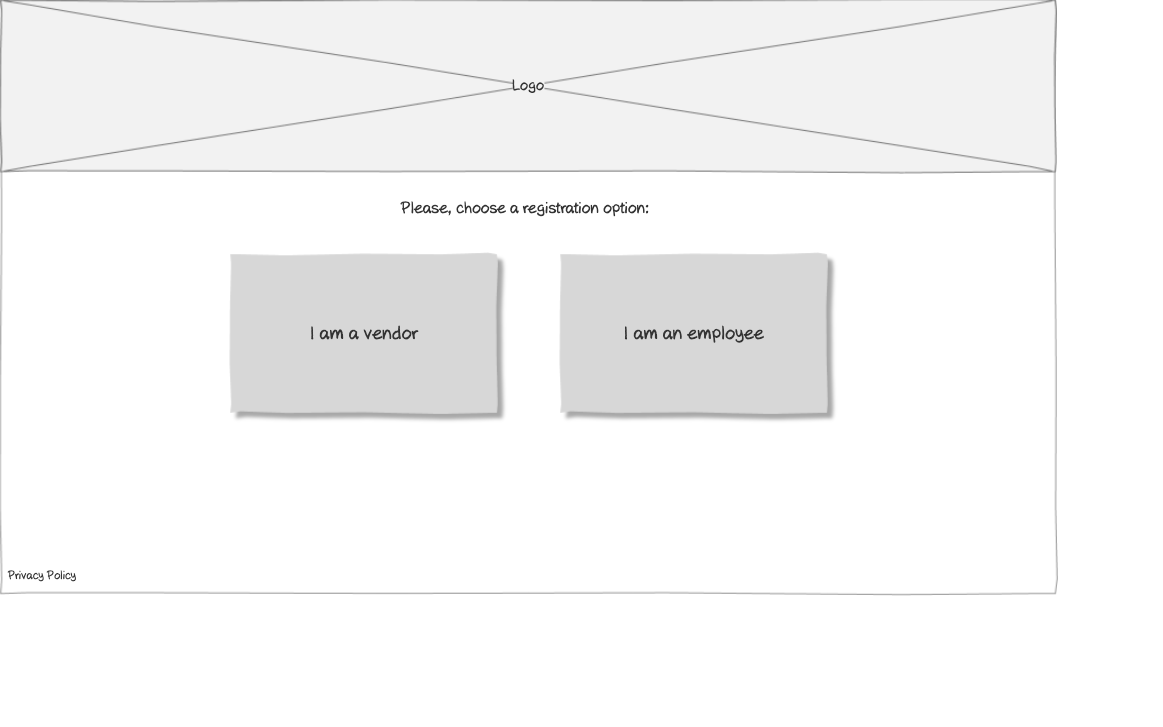 Logo
Please, choose a registration option:
I am a vendor
I am an employee
Privacy Policy